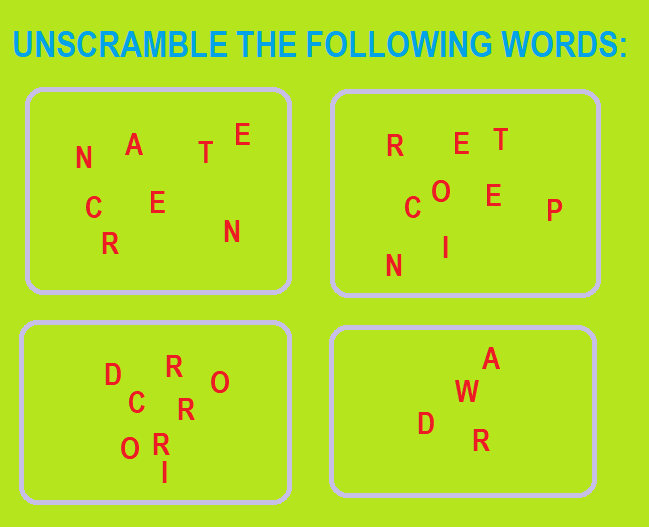 UNSCRAMBLE THE FOLLOWING WORDS:
N A T E
C E
R N
R E T
C O E P
N I
D R O
C R
O R
I
A
W
D R